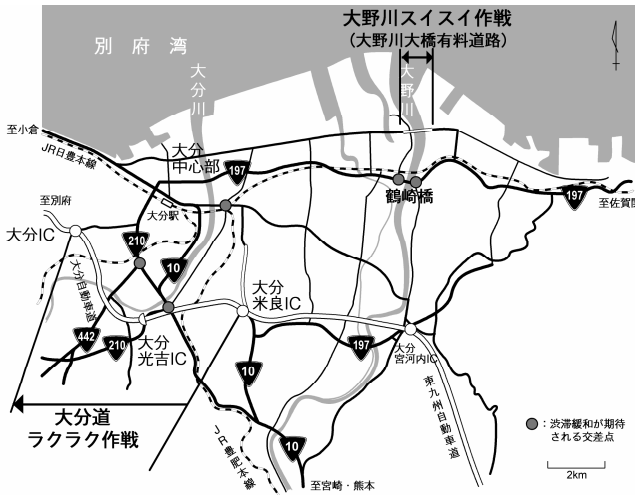 大野川スイスイ作戦
(大野川大橋有料道路)
別府湾
大分川
大野川
至小倉
JR日豊本線
大分
中心部
197
鶴崎橋
197
至佐賀関
至別府
大分駅
大分IC
210
10
大分自動車道
大分
米良IC
442
210
大分
光吉IC
197
大分
宮河内IC
10
東九州自動車道
大分道
ラクラク作戦
JR豊肥本線
10
至宮崎・熊本
:渋滞緩和が期待
される交差点
2km